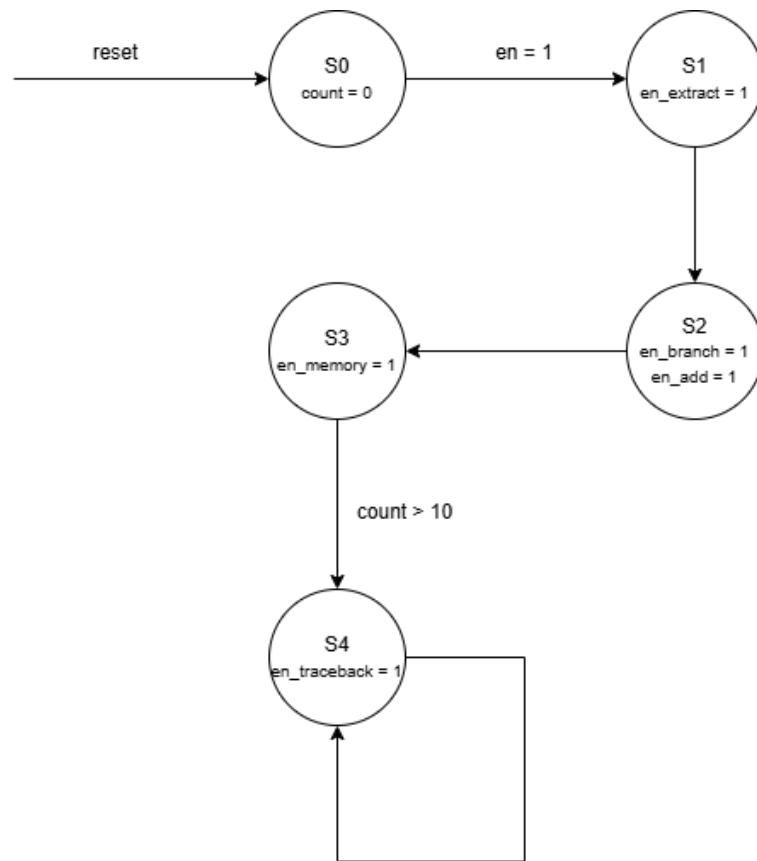 reset
S0
count = 0
en = 1
S1
en_extract = 1
S2
en_branch = 1
en_add = 1
S3
en_memory = 1
count > 10
S4
en_traceback = 1